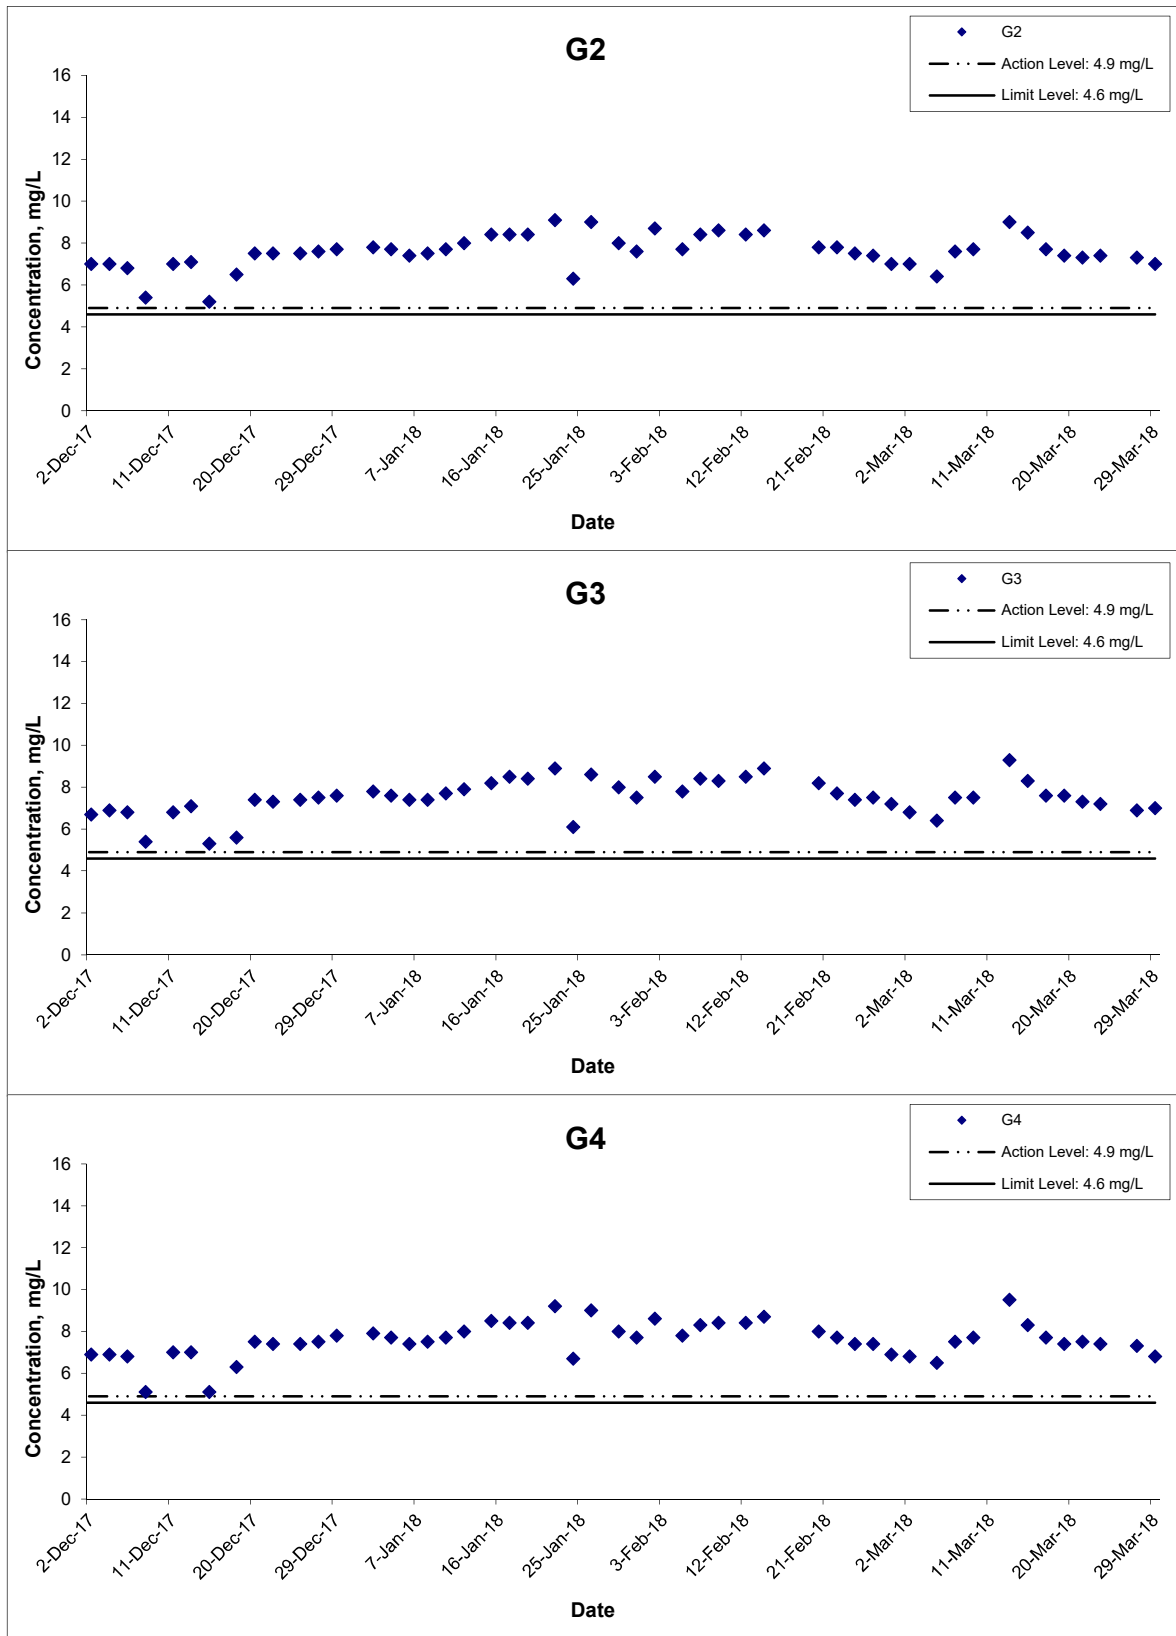 G2
G2
Action Level: 4.9 mg/L
Limit Level: 4.6 mg/L
Concentration, mg/L
16
14
12
10
8
6
4
2
0
2-Dec-17
11-Dec-17
20-Dec-17
29-Dec-17
7-Jan-18
16-Jan-18
25-Jan-18
3-Feb-18
12-Feb-18
21-Feb-18
2-Mar-18
11-Mar-18
20-Mar-18
29-Mar-18
Date
G3
G3
Action Level: 4.9 mg/L
Limit Level: 4.6 mg/L
Concentration, mg/L
16
14
12
10
8
6
4
2
0
2-Dec-17
11-Dec-17
20-Dec-17
29-Dec-17
7-Jan-18
16-Jan-18
25-Jan-18
3-Feb-18
12-Feb-18
21-Feb-18
2-Mar-18
11-Mar-18
20-Mar-18
29-Mar-18
Date
G4
G4
Action Level: 4.9 mg/L
Limit Level: 4.6 mg/L
Concentration, mg/L
16
14
12
10
8
6
4
2
0
2-Dec-17
11-Dec-17
20-Dec-17
29-Dec-17
7-Jan-18
16-Jan-18
25-Jan-18
3-Feb-18
12-Feb-18
21-Feb-18
2-Mar-18
11-Mar-18
20-Mar-18
29-Mar-18
Date